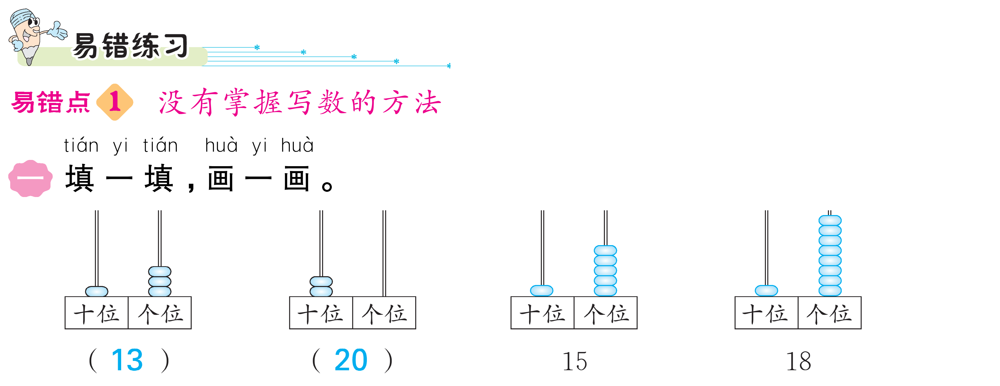 易错练习
易错点 1 没有掌握写数的方法
tián yi tián huà yi huà
一 填一填,画一画。
十位 个位 十位 个位 十位 个位 十位 个位
( 13 ) ( 20 ) 15 18